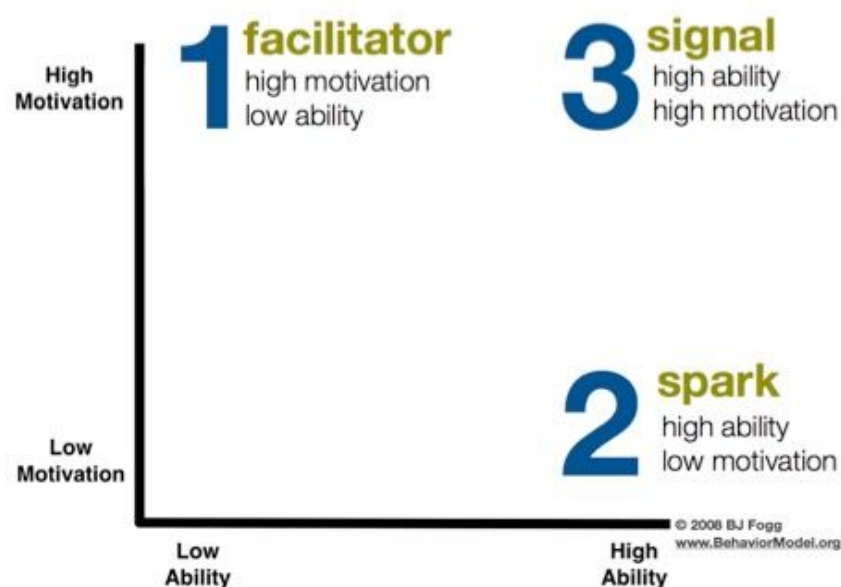 1 facilitator
high motivation
low ability
3 signal
high ability
high motivation
High
Motivation
2 spark
high ability
low motivation
Low
Motivation
© 2008 BJ Fogg
www.BehaviorModel.org
Low
Ability
High
Ability